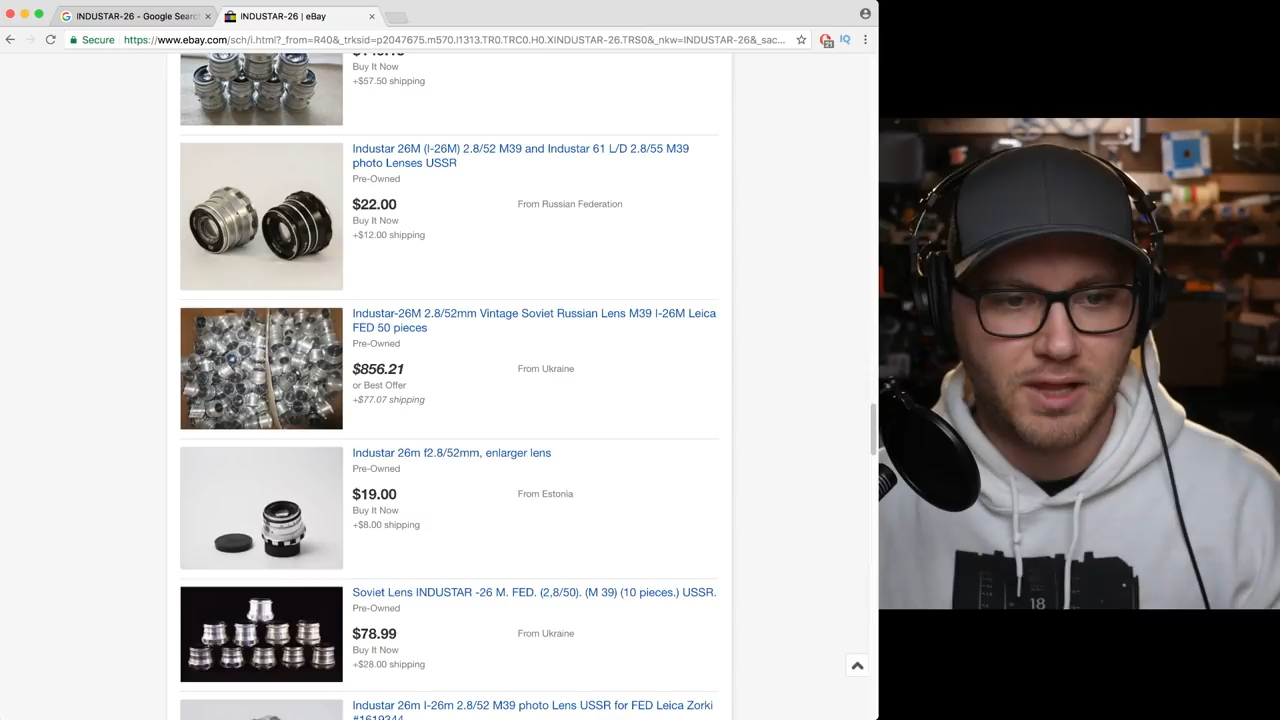 INDUSTAR-26 - Google Sear
INDUSTAR-26 | eBay
Secure
https://www.ebay.com/sch/i.html?_from=R40&_trksid=p2047675.m570.l1313.TR0.TRC0.H0.XINDUSTAR-26.TRS0&_nkw=INDUSTAR-26&_sac...
21
IQ
Buy It Now
+$57.50 shipping
Industar 26M (I-26M) 2.8/52 M39 and Industar 61 L/D 2.8/55 M39
photo Lenses USSR
Pre-Owned
$22.00
From Russian Federation
Buy It Now
+$12.00 shipping
Industar-26M 2.8/52mm Vintage Soviet Russian Lens M39 I-26M Leica
FED 50 pieces
Pre-Owned
$856.21
From Ukraine
or Best Offer
+$77.07 shipping
Industar 26m f2.8/52mm, enlarger lens
Pre-Owned
$19.00
From Estonia
Buy It Now
+$8.00 shipping
Soviet Lens INDUSTAR -26 M. FED. (2,8/50). (M 39) (10 pieces.) USSR.
Pre-Owned
$78.99
From Ukraine
Buy It Now
+$28.00 shipping
Industar 26m I-26m 2.8/52 M39 photo Lens USSR for FED Leica Zorki
#1619344
18